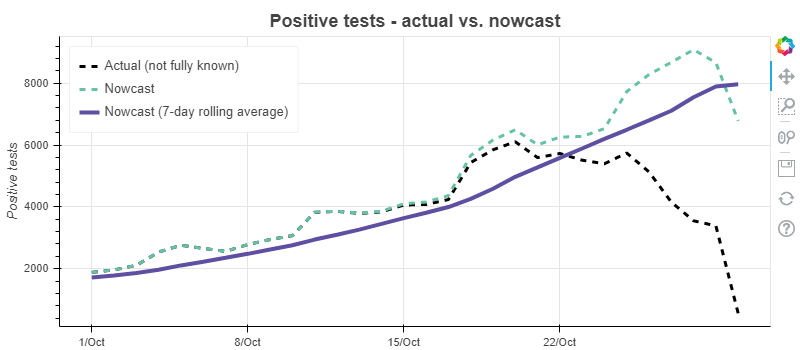 Positive tests - actual vs. nowcast
Actual (not fully known)
Nowcast
Nowcast (7-day rolling average)
Positive tests
8000
6000
4000
2000
1/Oct
8/Oct
15/Oct
22/Oct